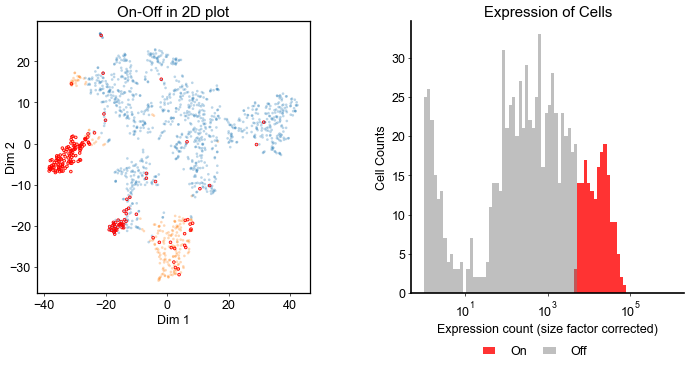 On-Off in 2D plot
Dim 2
20
10
0
−10
−20
−30
−40
−20
0
20
40
Dim 1
Expression of Cells
Cell Counts
30
25
20
15
10
5
0
10^1
10^3
10^5
Expression count (size factor corrected)
On
Off